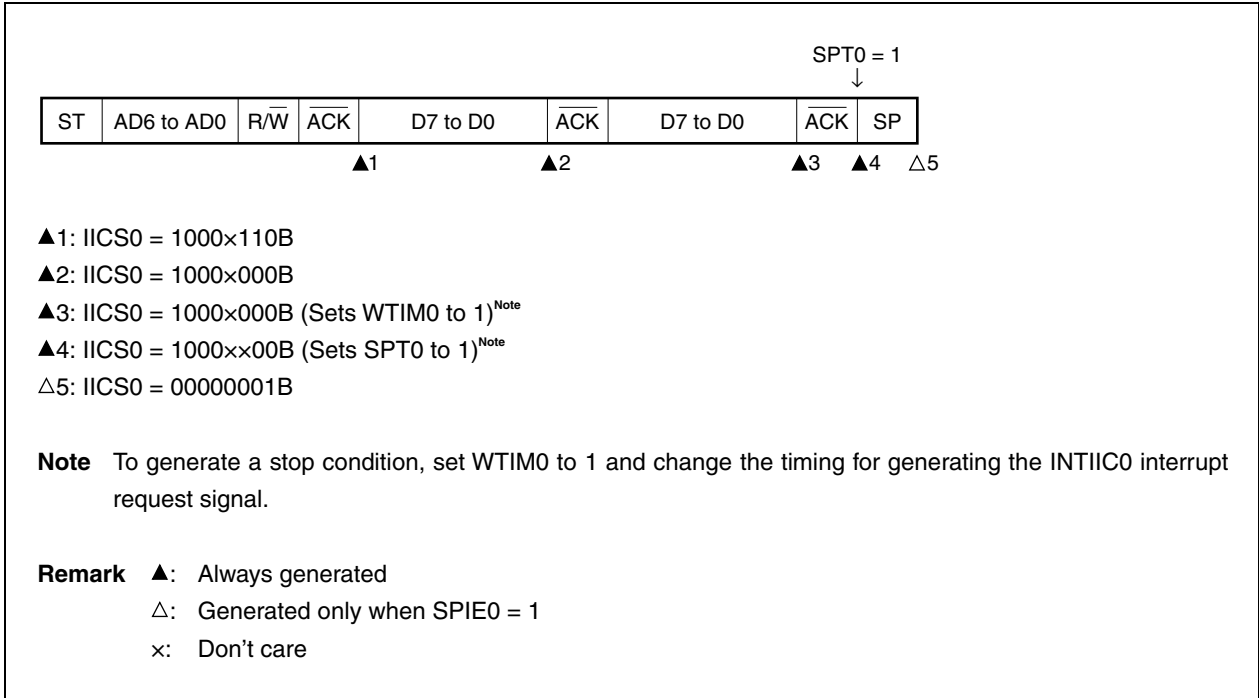 SPT0 = 1
↓
ST AD6 to AD0 R/W̅ A̅C̅K̅ D7 to D0 A̅C̅K̅ D7 to D0 A̅C̅K̅ SP
▲1 ▲2 ▲3 ▲4 △5
▲1: IICS0 = 1000×110B
▲2: IICS0 = 1000×000B
▲3: IICS0 = 1000×000B (Sets WTIM0 to 1)Note
▲4: IICS0 = 1000××00B (Sets SPT0 to 1)Note
△5: IICS0 = 00000001B
Note To generate a stop condition, set WTIM0 to 1 and change the timing for generating the INTIIC0 interrupt
request signal.
Remark ▲: Always generated
△: Generated only when SPIE0 = 1
×: Don't care